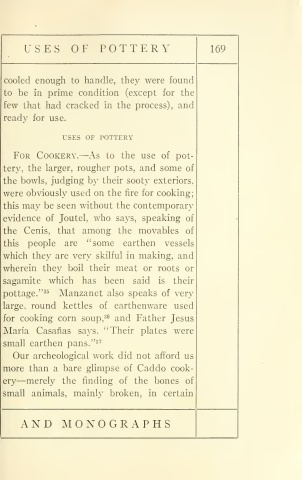 USES OF POTTERY 169
cooled enough to handle, they were found
to be in prime condition (except for the
few that had cracked in the process), and
ready for use.
USES OF POTTERY
FOR COOKERY.—As to the use of pot-
tery, the larger, rougher pots, and some of
the bowls, judging by their sooty exteriors,
were obviously used on the fire for cooking;
this may be seen without the contemporary
evidence of Joutel, who says, speaking of
the Cenis, that among the movables of
this people are "some earthen vessels
which they are very skilful in making, and
wherein they boil their meat or roots or
sagamite which has been said is their
pottage."³⁵ Manzanet also speaks of very
large, round kettles of earthenware used
for cooking corn soup,³⁶ and Father Jesus
María Casañas says, "Their plates were
small earthen pans."³⁷
Our archeological work did not afford us
more than a bare glimpse of Caddo cook-
ery—merely the finding of the bones of
small animals, mainly broken, in certain
AND MONOGRAPHS